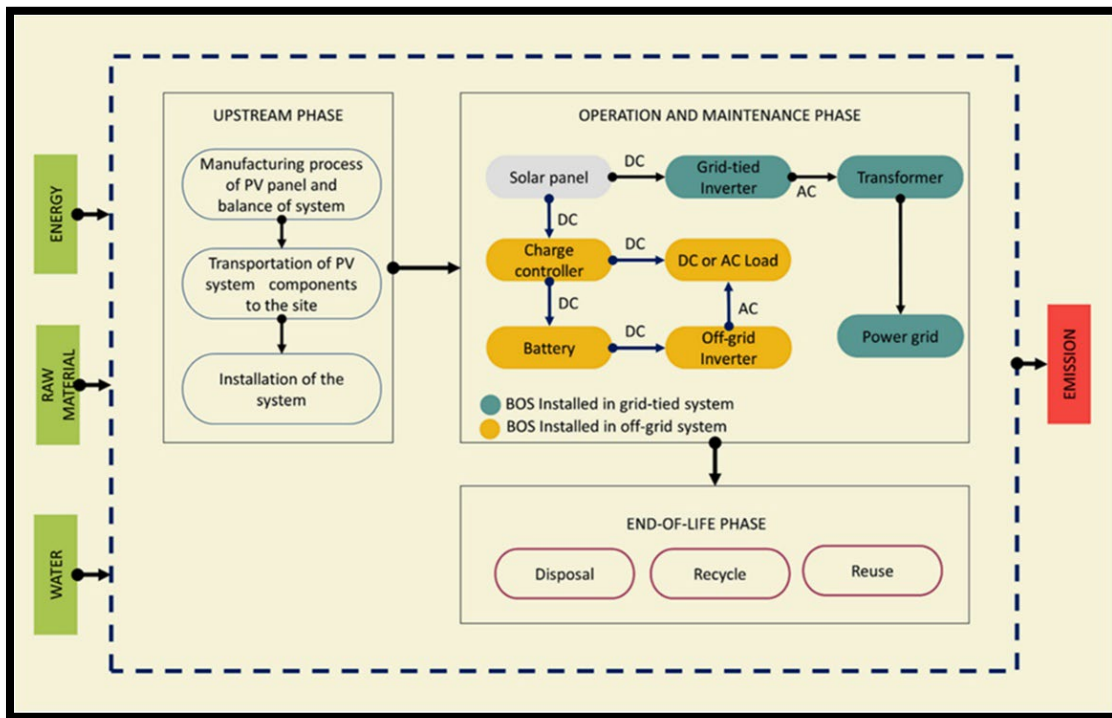 ENERGY
RAW
MATERIAL
WATER
UPSTREAM PHASE
Manufacturing process
of PV panel and
balance of system
Transportation of PV
system components
to the site
Installation of the
system
OPERATION AND MAINTENANCE PHASE
Solar panel
DC
Grid-tied
Inverter
AC
Transformer
DC
Charge
controller
DC
DC or AC Load
DC
AC
Battery
DC
Off-grid
Inverter
Power grid
BOS Installed in grid-tied system
BOS Installed in off-grid system
END-OF-LIFE PHASE
Disposal
Recycle
Reuse
EMISSION